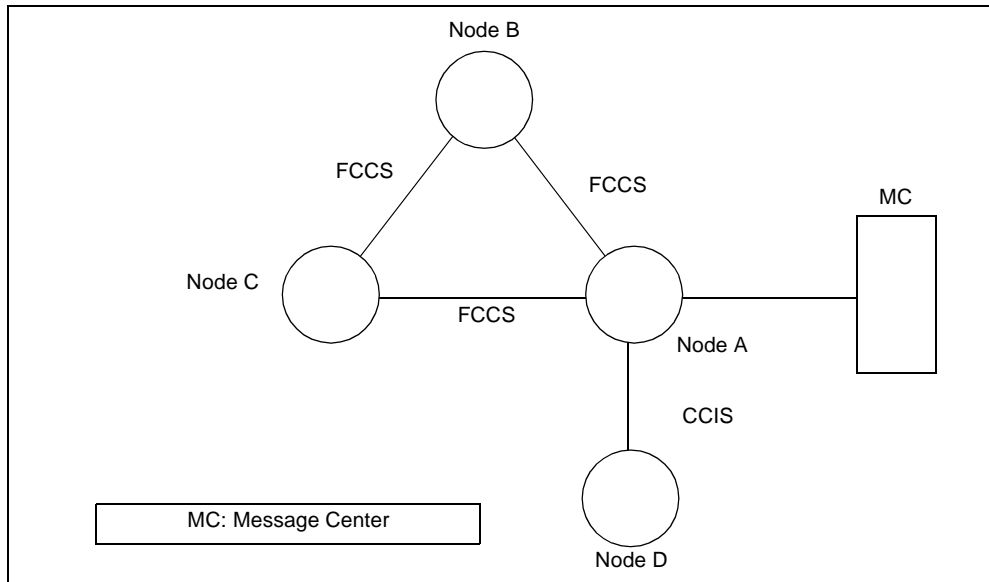 Node B
FCCS
FCCS
MC
Node C
FCCS
Node A
CCIS
MC: Message Center
Node D